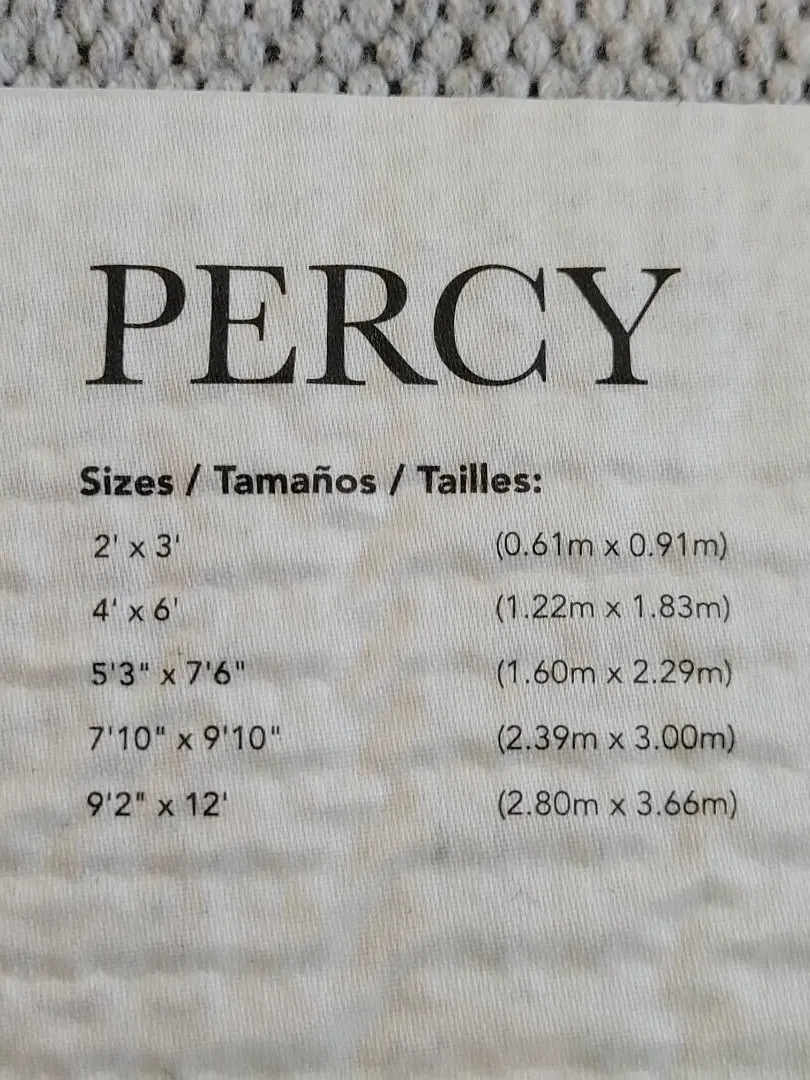 PERCY
Sizes / Tamaños / Tailles:
2' x 3' (0.61m x 0.91m)
4' x 6' (1.22m x 1.83m)
5'3" x 7'6" (1.60m x 2.29m)
7'10" x 9'10" (2.39m x 3.00m)
9'2" x 12' (2.80m x 3.66m)